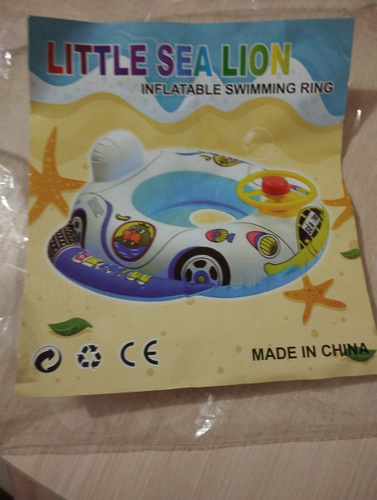 LITTLE SEA LION
INFLATABLE SWIMMING RING
CE
MADE IN CHINA